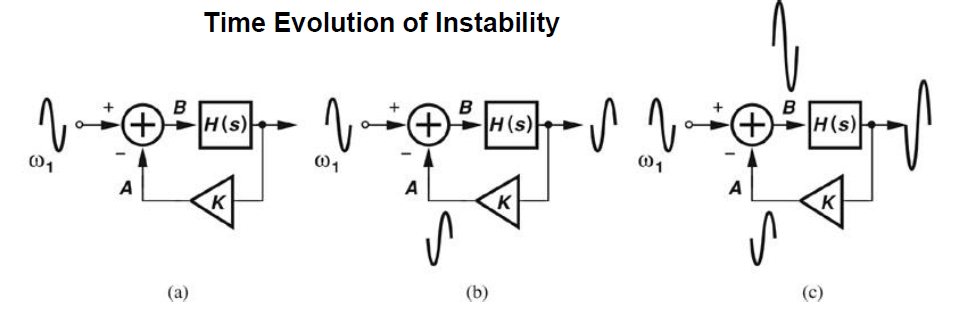 Time Evolution of Instability
+ B H(s) + B H(s) + B H(s)
ω1 − ω1 − ω1 −
A K A K A K
(a) (b) (c)